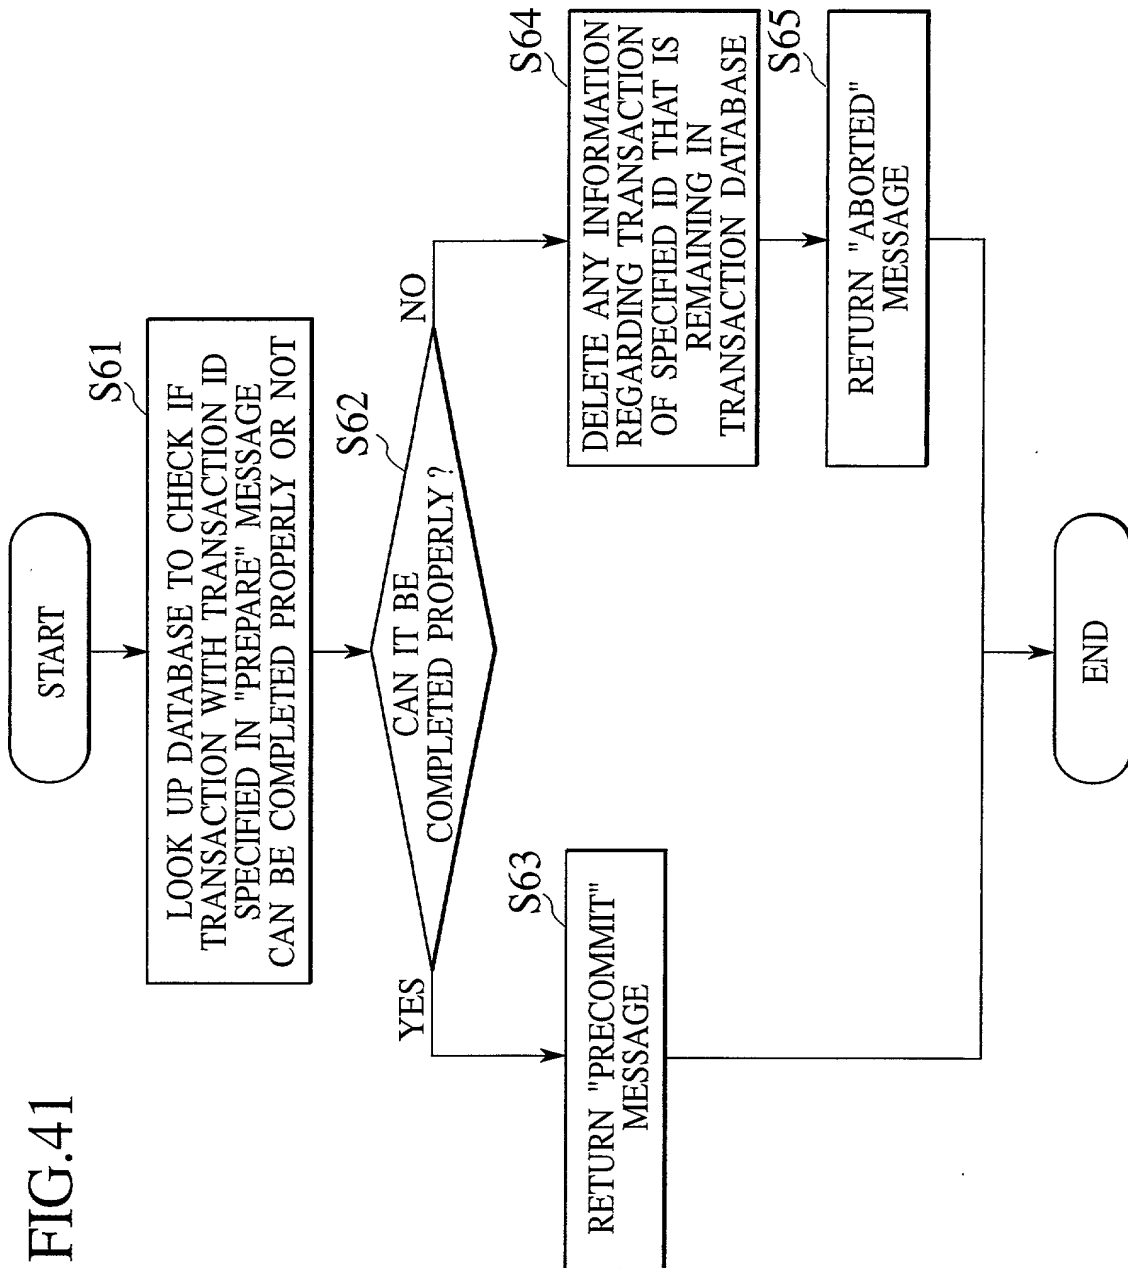 FIG.41
START
S61
LOOK UP DATABASE TO CHECK IF
TRANSACTION WITH TRANSACTION ID
SPECIFIED IN "PREPARE" MESSAGE
CAN BE COMPLETED PROPERLY OR NOT
S62
CAN IT BE
COMPLETED PROPERLY ?
YES
NO
S63
RETURN "PRECOMMIT"
MESSAGE
S64
DELETE ANY INFORMATION
REGARDING TRANSACTION
OF SPECIFIED ID THAT IS
REMAINING IN
TRANSACTION DATABASE
S65
RETURN "ABORTED"
MESSAGE
END